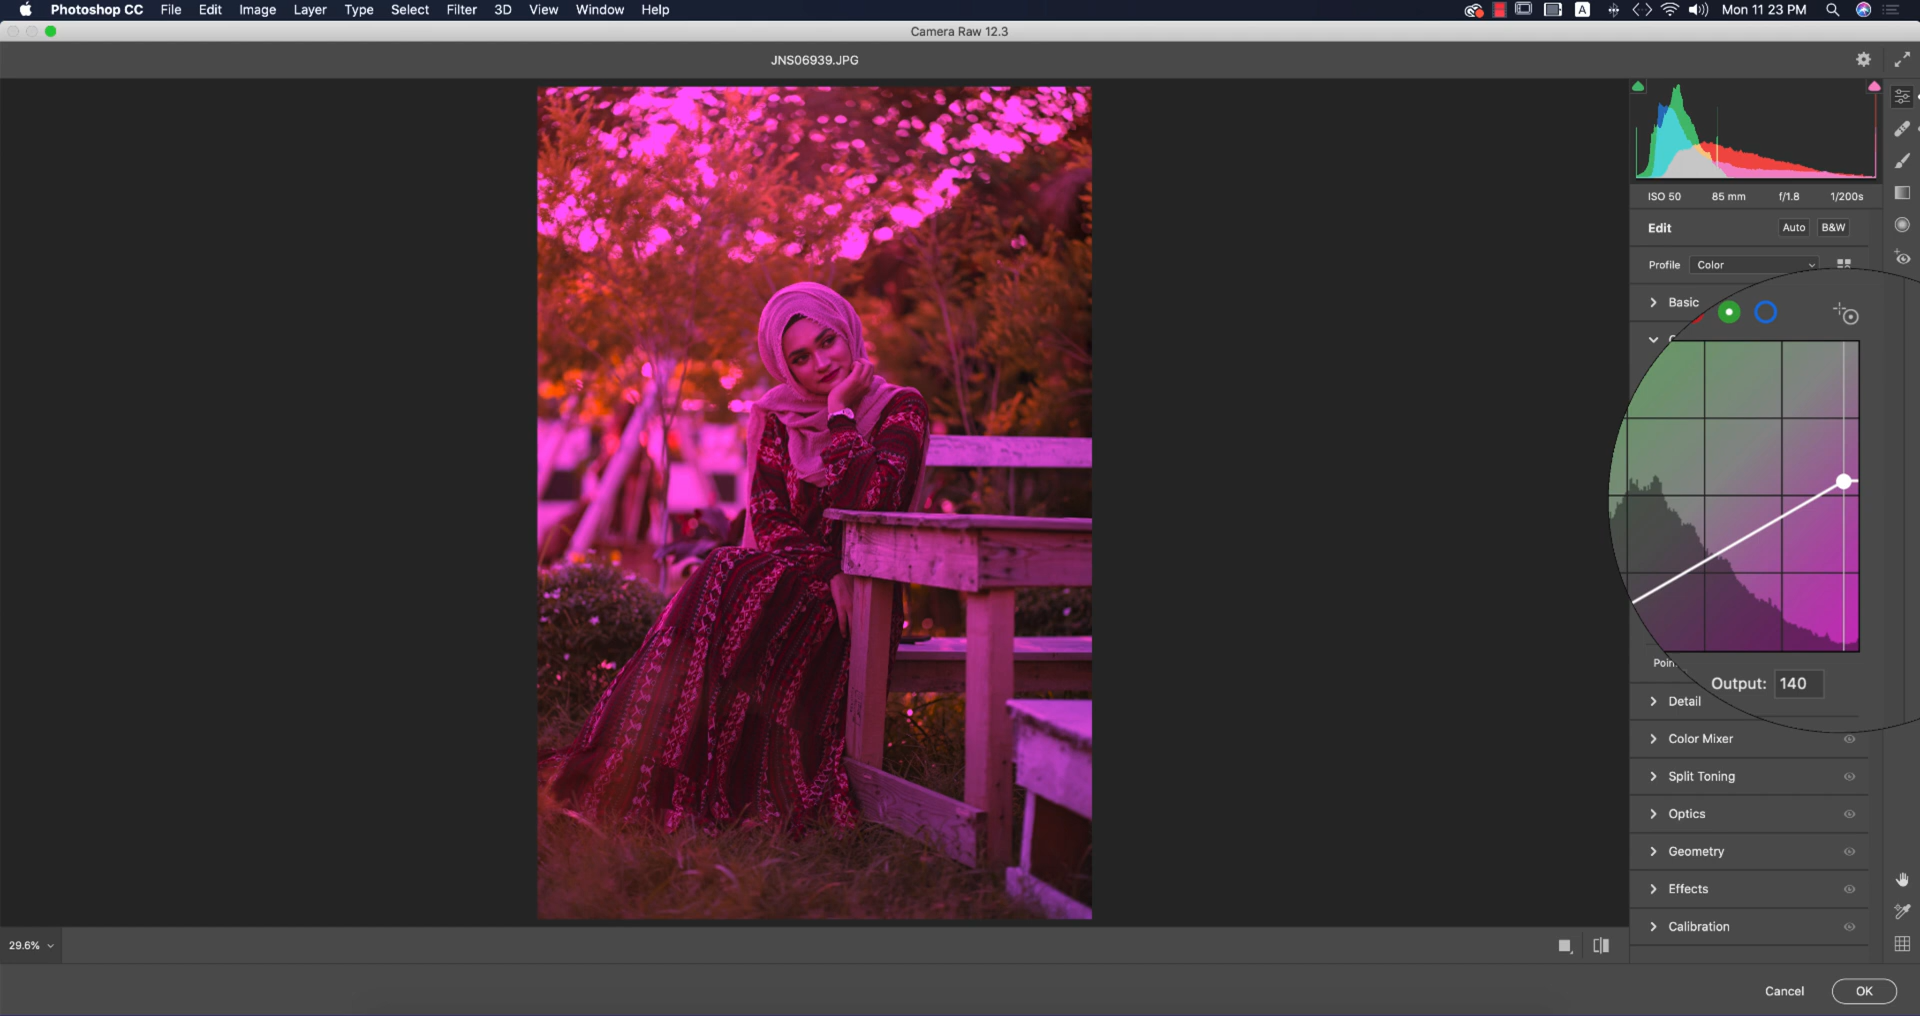 Photoshop CC File Edit Image Layer Type Select Filter 3D View Window Help A Mon 11 23 PM
Camera Raw 12.3
JNS06939.JPG
ISO 50 85 mm f/1.8 1/200s
Edit Auto B&W
Profile Color
Basic
Output: 140
Detail
Color Mixer
Split Toning
Optics
Geometry
Effects
Calibration
29.6%
Cancel OK